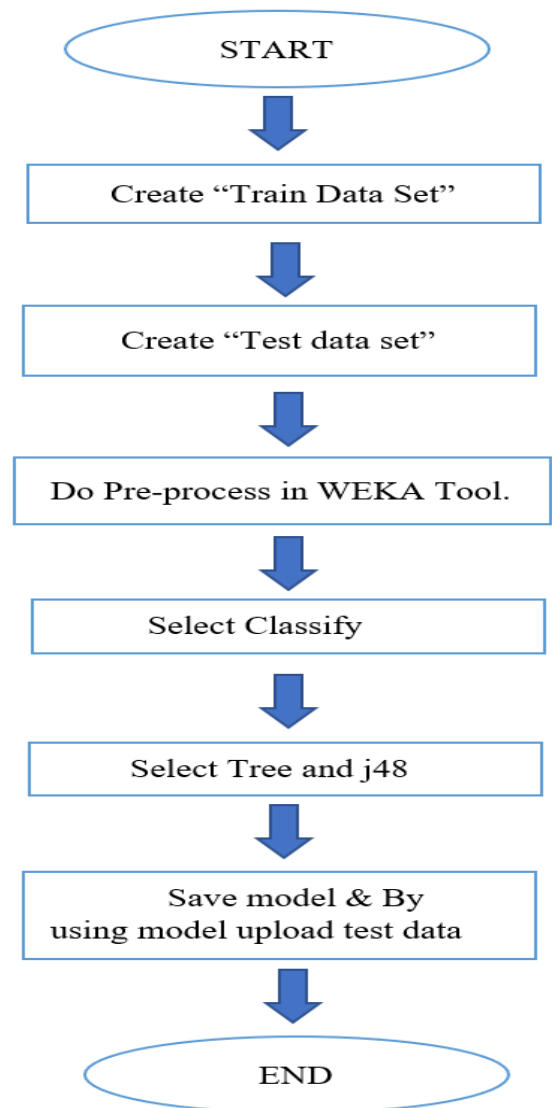 START
Create “Train Data Set”
Create “Test data set”
Do Pre-process in WEKA Tool.
Select Classify
Select Tree and j48
Save model & By
using model upload test data
END